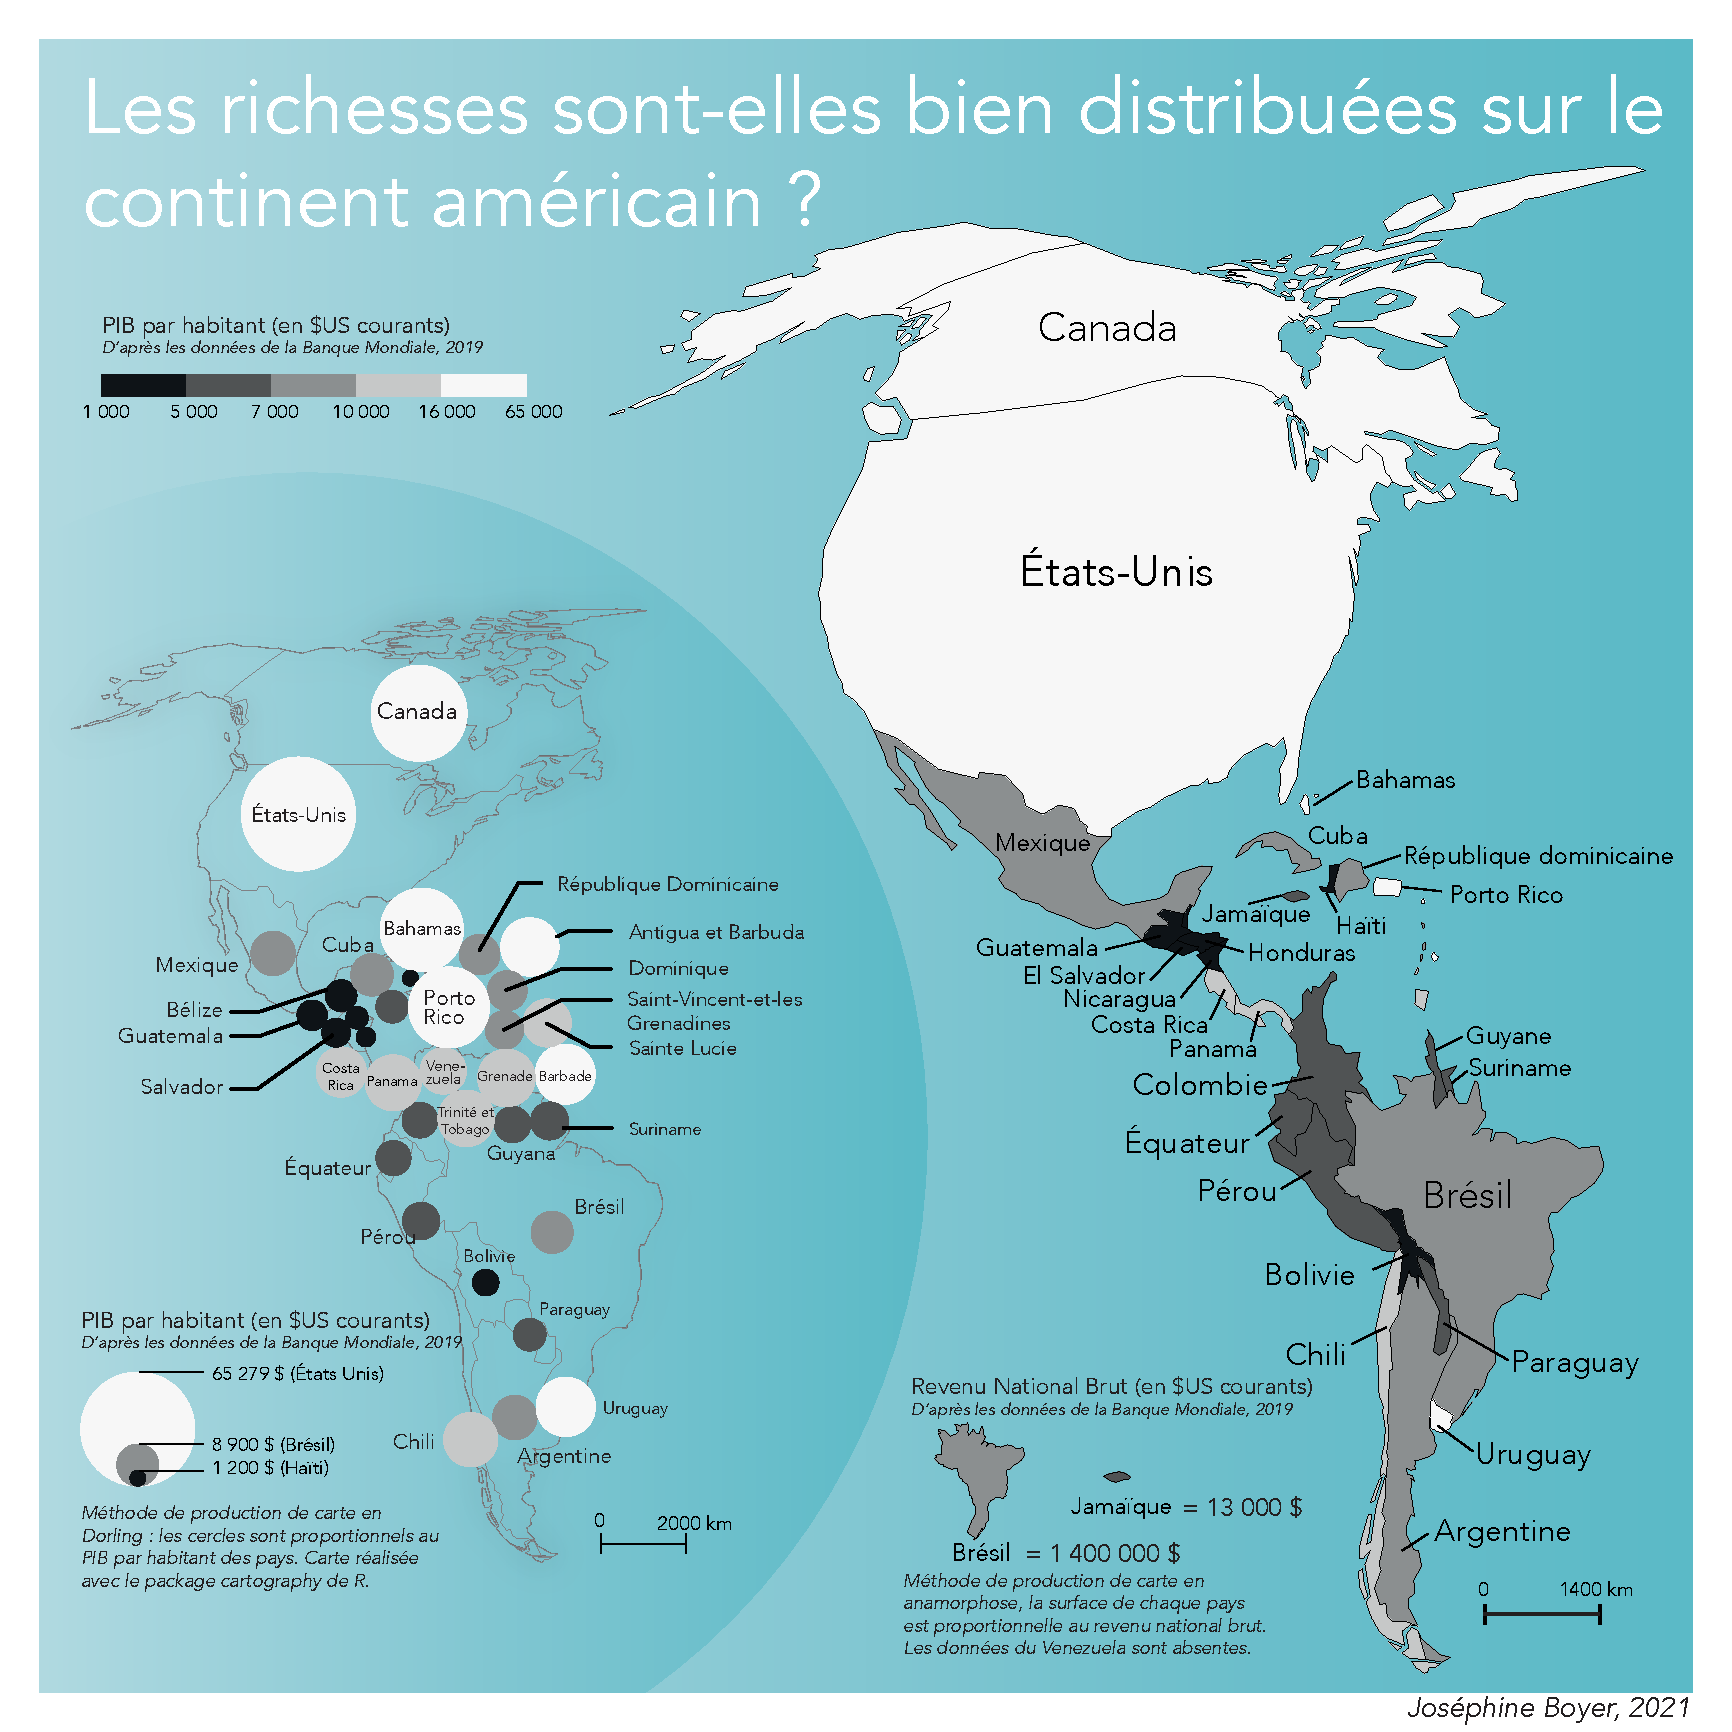 Les richesses sont-elles bien distribuées sur le
continent américain ?
PIB par habitant (en $US courants)
D'après les données de la Banque Mondiale, 2019
1 000 5 000 7 000 10 000 16 000 65 000
Canada
États-Unis
Bahamas
Mexique
Cuba
République dominicaine
Porto Rico
Jamaïque
Haïti
Guatemala
Honduras
El Salvador
Nicaragua
Costa Rica
Panama
Guyane
Suriname
Colombie
Équateur
Pérou
Brésil
Bolivie
Chili
Paraguay
Uruguay
Argentine
0 1400 km
Revenu National Brut (en $US courants)
D'après les données de la Banque Mondiale, 2019
Jamaïque = 13 000 $
Brésil = 1 400 000 $
Méthode de production de carte en
anamorphose, la surface de chaque pays
est proportionnelle au revenu national brut.
Les données du Venezuela sont absentes.
Canada
États-Unis
République Dominicaine
Bahamas
Antigua et Barbuda
Cuba
Mexique
Dominique
Porto
Rico
Saint-Vincent-et-les
Grenadines
Bélize
Guatemala
Sainte Lucie
Salvador
Costa
Rica
Panama
Vene-
zuela
Grenade
Barbade
Trinité et
Tobago
Suriname
Guyana
Équateur
Brésil
Pérou
Bolivie
Paraguay
Uruguay
Chili
Argentine
PIB par habitant (en $US courants)
D'après les données de la Banque Mondiale, 2019
65 279 $ (États Unis)
8 900 $ (Brésil)
1 200 $ (Haïti)
Méthode de production de carte en
Dorling : les cercles sont proportionnels au
PIB par habitant des pays. Carte réalisée
avec le package cartography de R.
0 2000 km
Joséphine Boyer, 2021